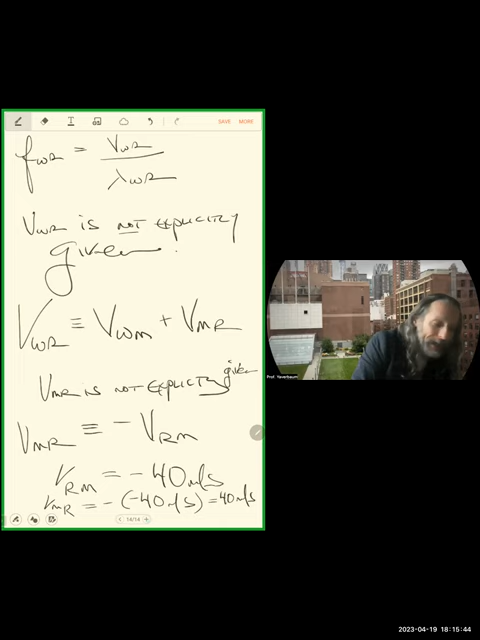 SAVE MORE
f_WR = V_WR / λ_WR
V_WR is not explicitly
given.
V_WR ≡ V_WM + V_MR
V_MR is not explicitly given
V_MR ≡ - V_RM
V_RM = -40 m/s
V_MR = -(-40 m/s) = 40 m/s
14/14
Prof. Yaverbaum
2023-04-19 18:15:44